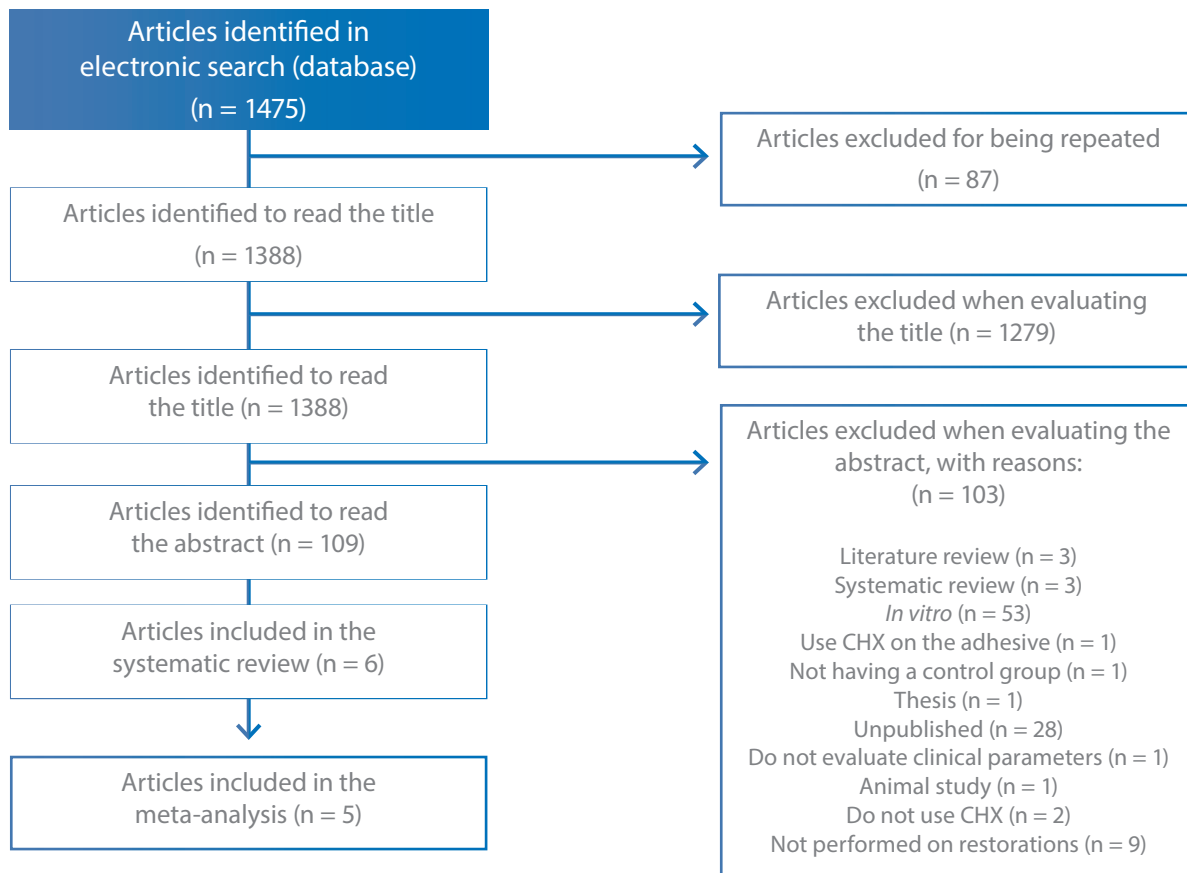 Articles identified in
electronic search (database)
(n = 1475)
Articles excluded for being repeated
(n = 87)
Articles identified to read the title
(n = 1388)
Articles excluded when evaluating
the title (n = 1279)
Articles identified to read
the title (n = 1388)
Articles excluded when evaluating the
abstract, with reasons:
(n = 103)
Literature review (n = 3)
Systematic review (n = 3)
In vitro (n = 53)
Use CHX on the adhesive (n = 1)
Not having a control group (n = 1)
Thesis (n = 1)
Unpublished (n = 28)
Do not evaluate clinical parameters (n = 1)
Animal study (n = 1)
Do not use CHX (n = 2)
Not performed on restorations (n = 9)
Articles identified to read
the abstract (n = 109)
Articles included in the
systematic review (n = 6)
Articles included in the
meta-analysis (n = 5)